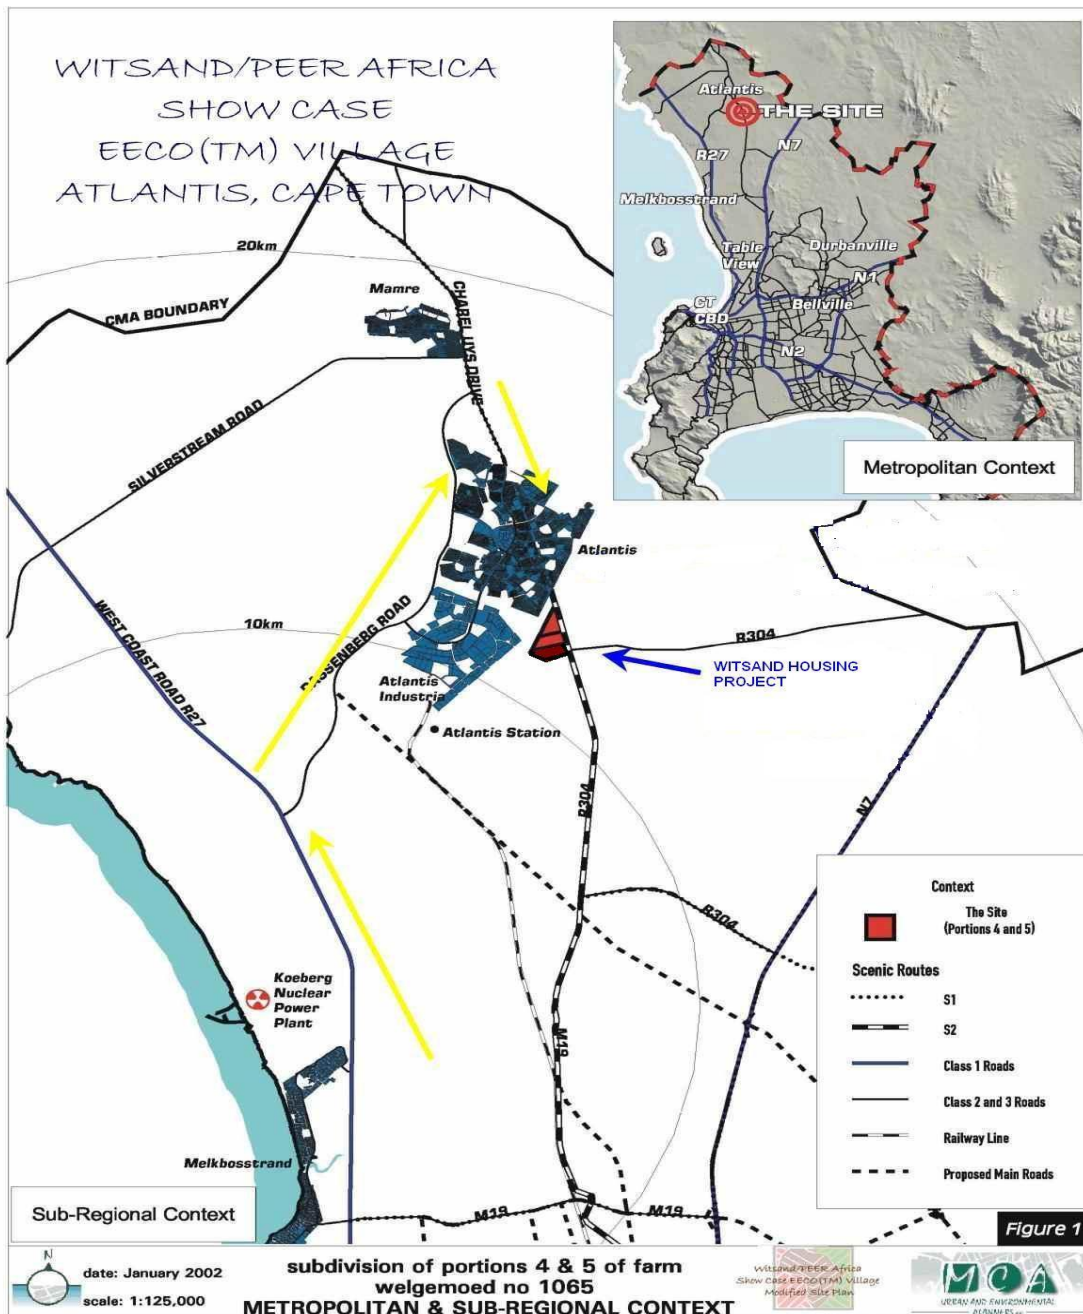 WITSAND/PEER AFRICA
SHOW CASE
EECO(TM) VILLAGE
ATLANTIS, CAPE TOWN
Atlantis
THE SITE
R27
N7
Melkbosstrand
Table
View
Durbanville
N1
CT
CBD
Bellville
N2
Metropolitan Context
20km
CMA BOUNDARY
Mamre
CHAREL UYS DRIVE
SILVERSTREAM ROAD
Atlantis
WEST COAST ROAD R27
10km
DASSENBERG ROAD
R304
WITSAND HOUSING
PROJECT
Atlantis
Industria
Atlantis Station
R304
N7
R304
Koeberg
Nuclear
Power
Plant
M19
Melkbosstrand
M19
M19
Sub-Regional Context
Context
The Site
(Portions 4 and 5)
Scenic Routes
S1
S2
Class 1 Roads
Class 2 and 3 Roads
Railway Line
Proposed Main Roads
Figure 1
N
date: January 2002
scale: 1:125,000
subdivision of portions 4 & 5 of farm
welgemoed no 1065
METROPOLITAN & SUB-REGIONAL CONTEXT
Witsand/PEER Africa
Show Case EECO(TM) Village
Modified Site Plan
MCA
URBAN AND ENVIRONMENTAL
PLANNERS